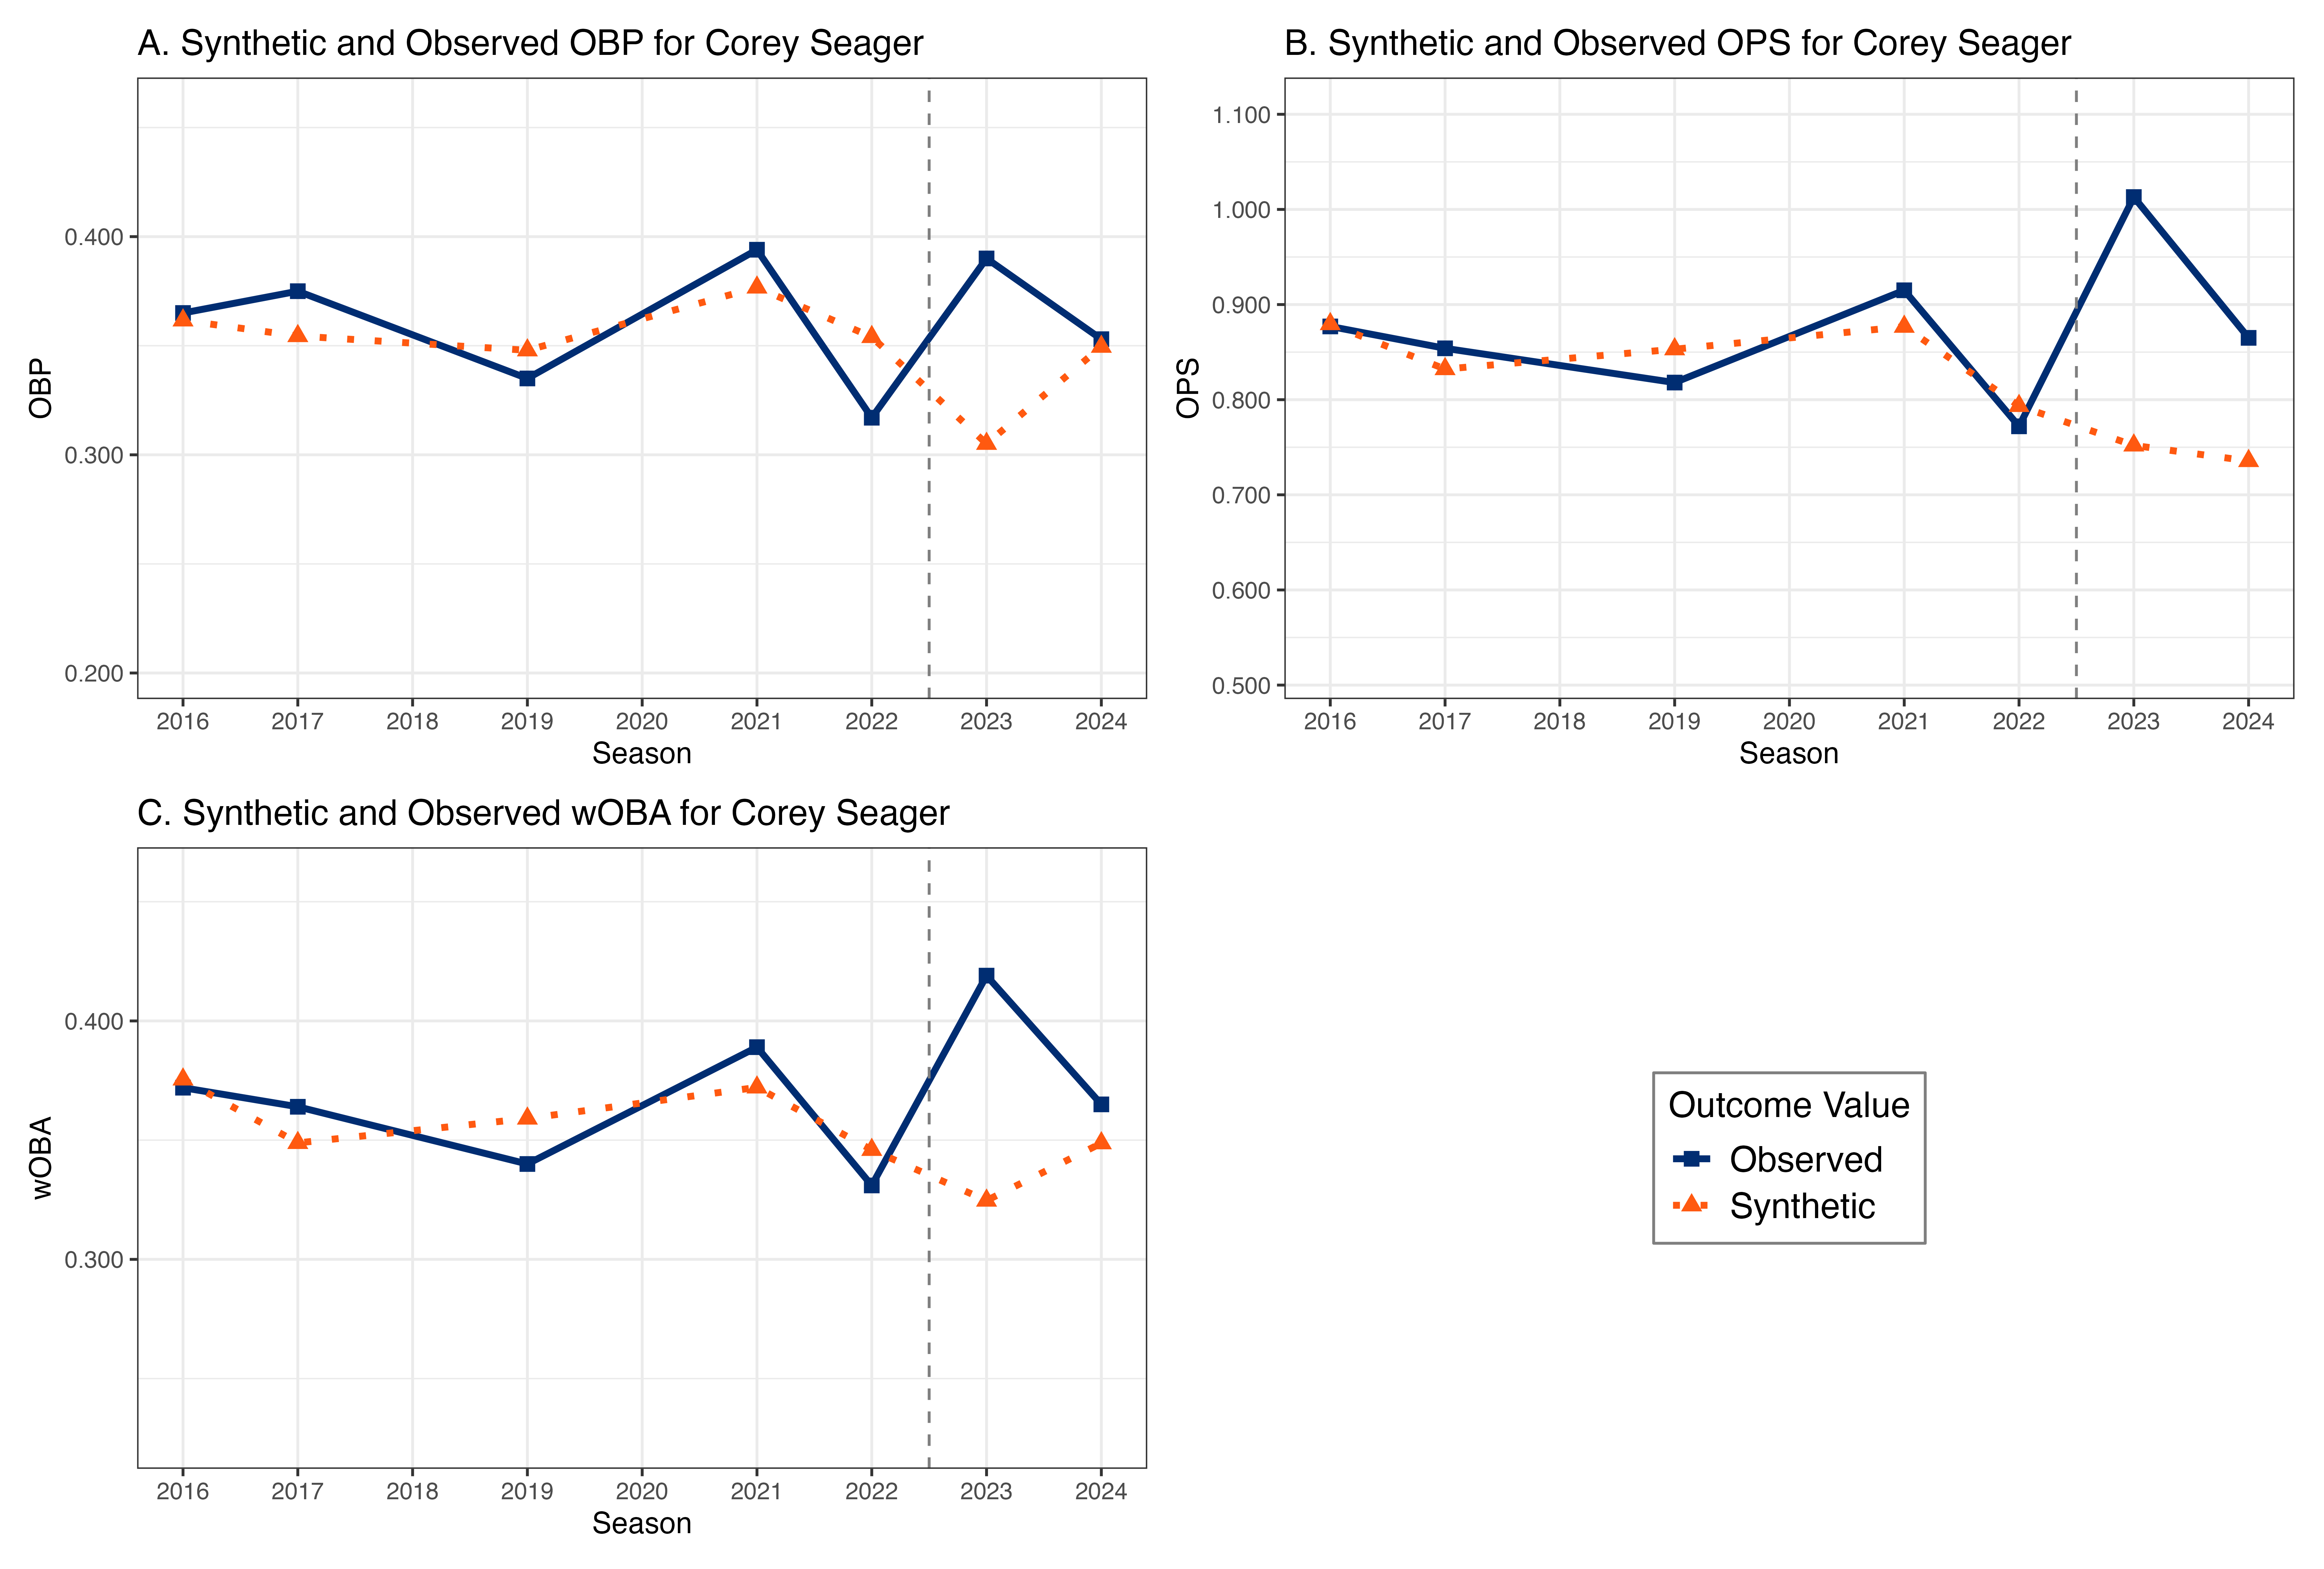 A. Synthetic and Observed OBP for Corey Seager
OBP
0.400
0.300
0.200
2016 2017 2018 2019 2020 2021 2022 2023 2024
Season
B. Synthetic and Observed OPS for Corey Seager
OPS
1.100
1.000
0.900
0.800
0.700
0.600
0.500
2016 2017 2018 2019 2020 2021 2022 2023 2024
Season
C. Synthetic and Observed wOBA for Corey Seager
wOBA
0.400
0.300
2016 2017 2018 2019 2020 2021 2022 2023 2024
Season
Outcome Value
Observed
Synthetic